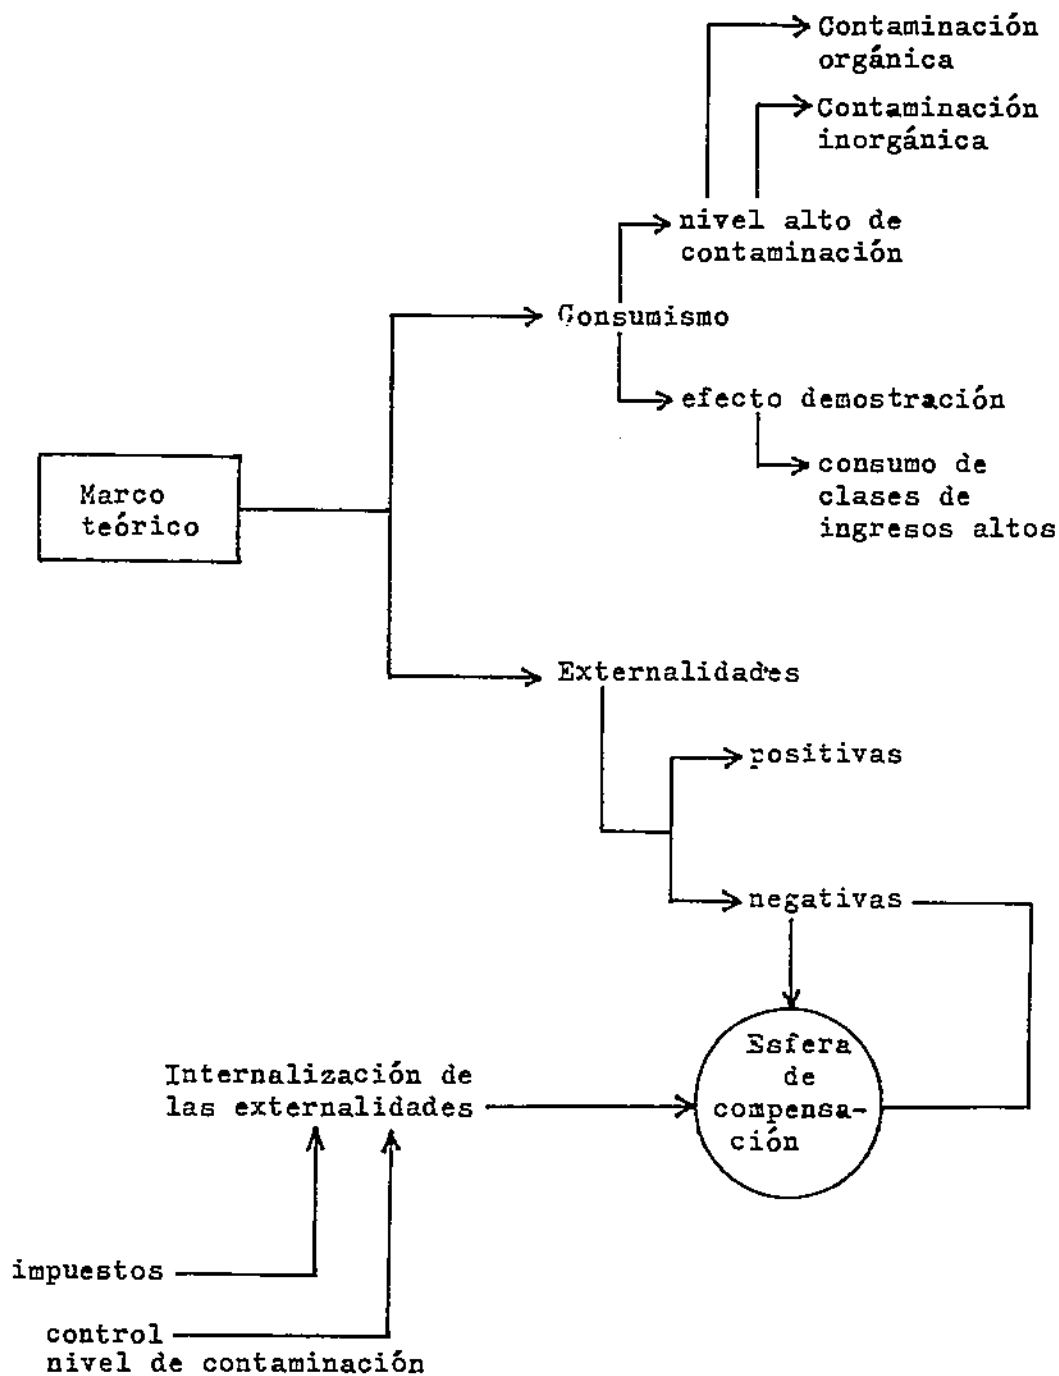 Contaminación
orgánica
Contaminación
inorgánica
nivel alto de
contaminación
Consumismo
efecto demostración
consumo de
clases de
ingresos altos
Marco
teórico
Externalidades
positivas
negativas
Esfera
de
compensa-
ción
Internalización de
las externalidades
impuestos
control
nivel de contaminación